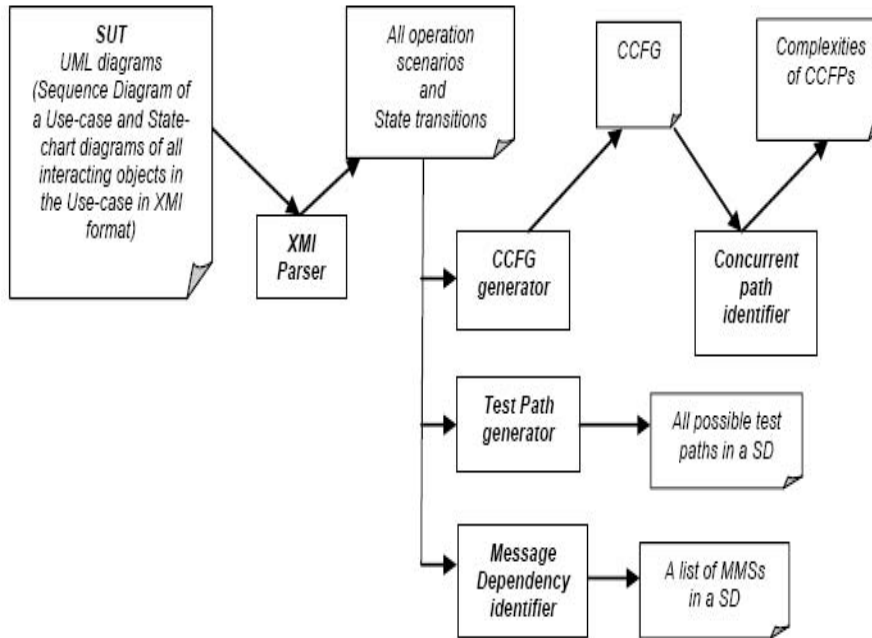 SUT
UML diagrams
(Sequence Diagram of
a Use-case and State-
chart diagrams of all
interacting objects in
the Use-case in XMI
format)
XMI
Parser
All operation
scenarios
and
State transitions
CCFG
Complexities
of CCFPs
CCFG
generator
Concurrent
path
identifier
Test Path
generator
All possible test
paths in a SD
Message
Dependency
identifier
A list of MMSs
in a SD